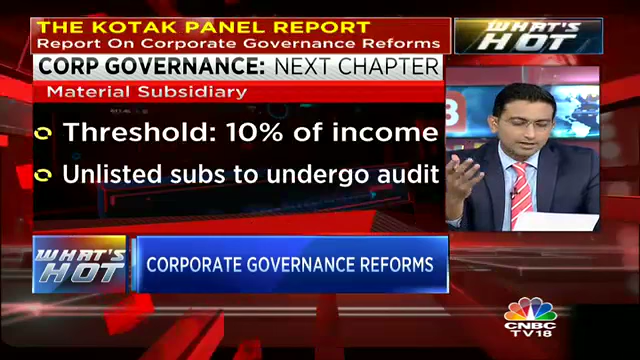 THE KOTAK PANEL REPORT
Report On Corporate Governance Reforms
WHAT'S
HOT
CORP GOVERNANCE: NEXT CHAPTER
Material Subsidiary
Threshold: 10% of income
Unlisted subs to undergo audit
8
WHAT'S
HOT
CORPORATE GOVERNANCE REFORMS
CNBC
TV18